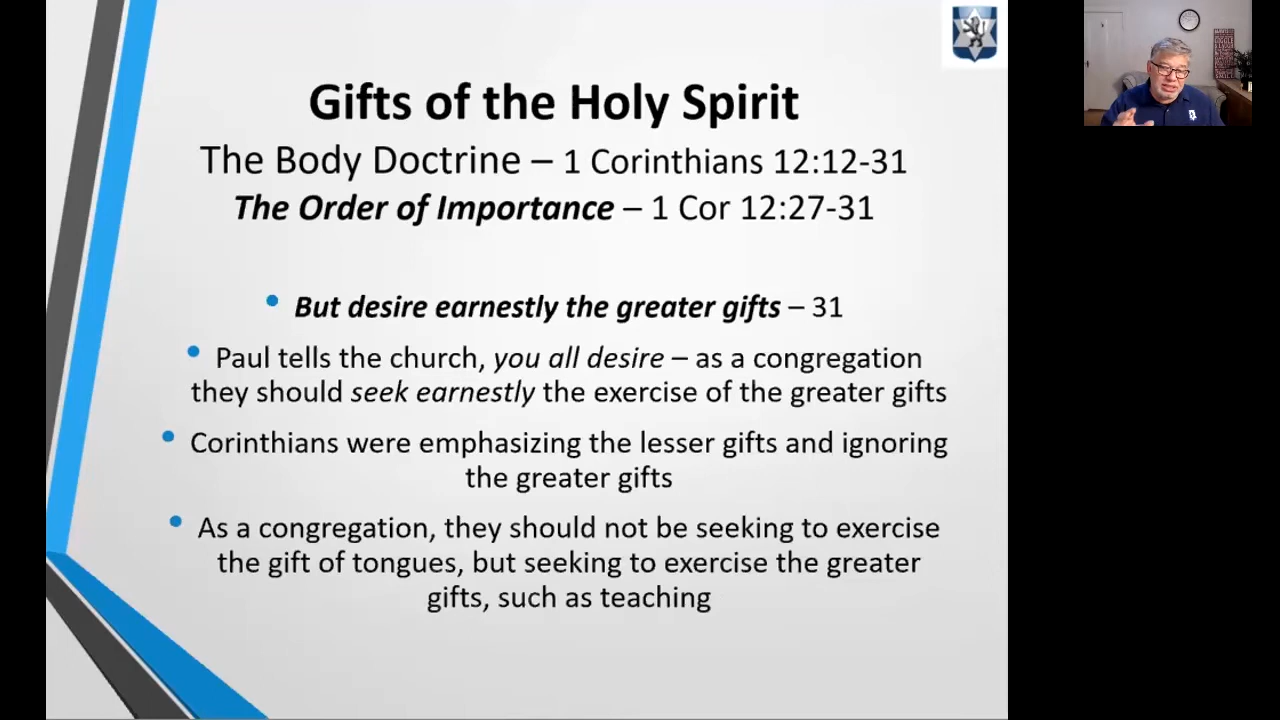 Gifts of the Holy Spirit
The Body Doctrine – 1 Corinthians 12:12-31
The Order of Importance – 1 Cor 12:27-31
• But desire earnestly the greater gifts – 31
• Paul tells the church, you all desire – as a congregation
they should seek earnestly the exercise of the greater gifts
• Corinthians were emphasizing the lesser gifts and ignoring
the greater gifts
• As a congregation, they should not be seeking to exercise
the gift of tongues, but seeking to exercise the greater
gifts, such as teaching